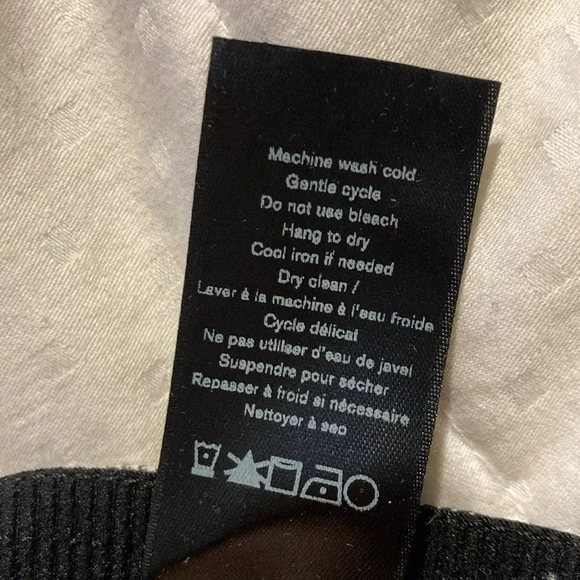 Machine wash cold
Gentle cycle
Do not use bleach
Hang to dry
Cool iron if needed
Dry clean /
Laver à la machine à l'eau froide
Cycle délicat
Ne pas utiliser d'eau de javel
Suspendre pour sécher
Repasser à froid si nécessaire
Nettoyer à sec